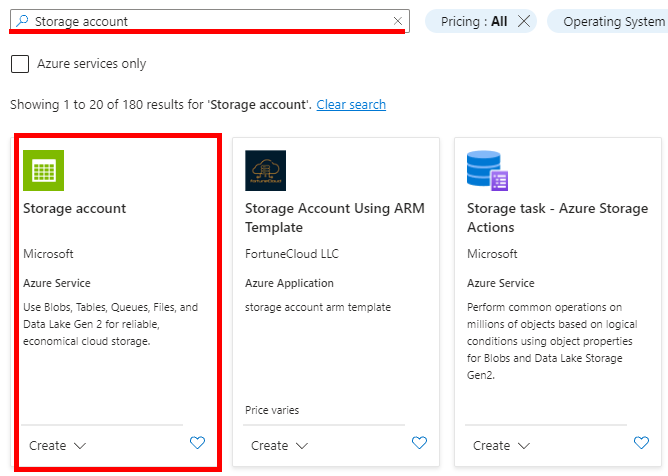 Storage account
Pricing : All
Operating System
Azure services only
Showing 1 to 20 of 180 results for 'Storage account'. Clear search
Storage account
Microsoft
Azure Service
Use Blobs, Tables, Queues, Files, and
Data Lake Gen 2 for reliable,
economical cloud storage.
Create
FortuneCloud
Storage Account Using ARM
Template
FortuneCloud LLC
Azure Application
storage account arm template
Price varies
Create
Storage task - Azure Storage
Actions
Microsoft
Azure Service
Perform common operations on
millions of objects based on logical
conditions using object properties
for Blobs and Data Lake Storage
Gen2.
Create